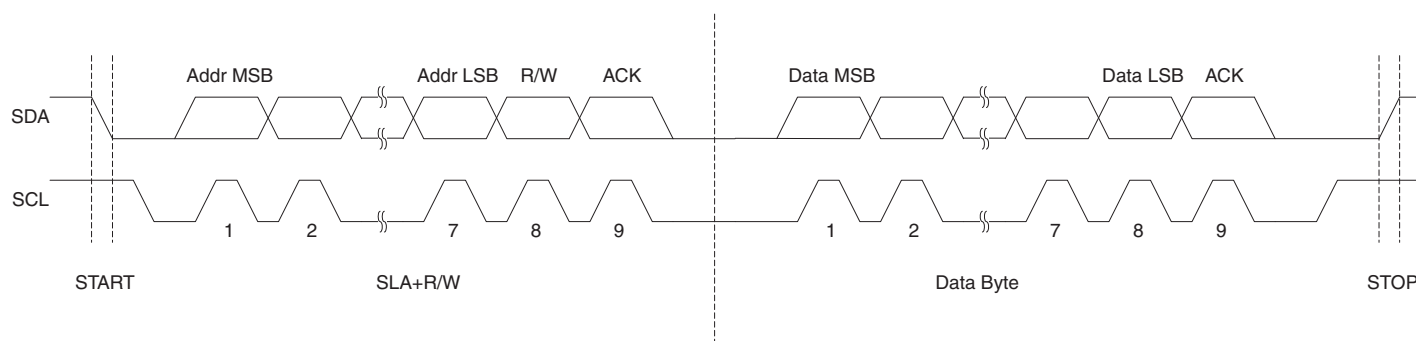 Addr MSB Addr LSB R/W ACK Data MSB Data LSB ACK
SDA
SCL
1 2 7 8 9 1 2 7 8 9
START SLA+R/W Data Byte STOP